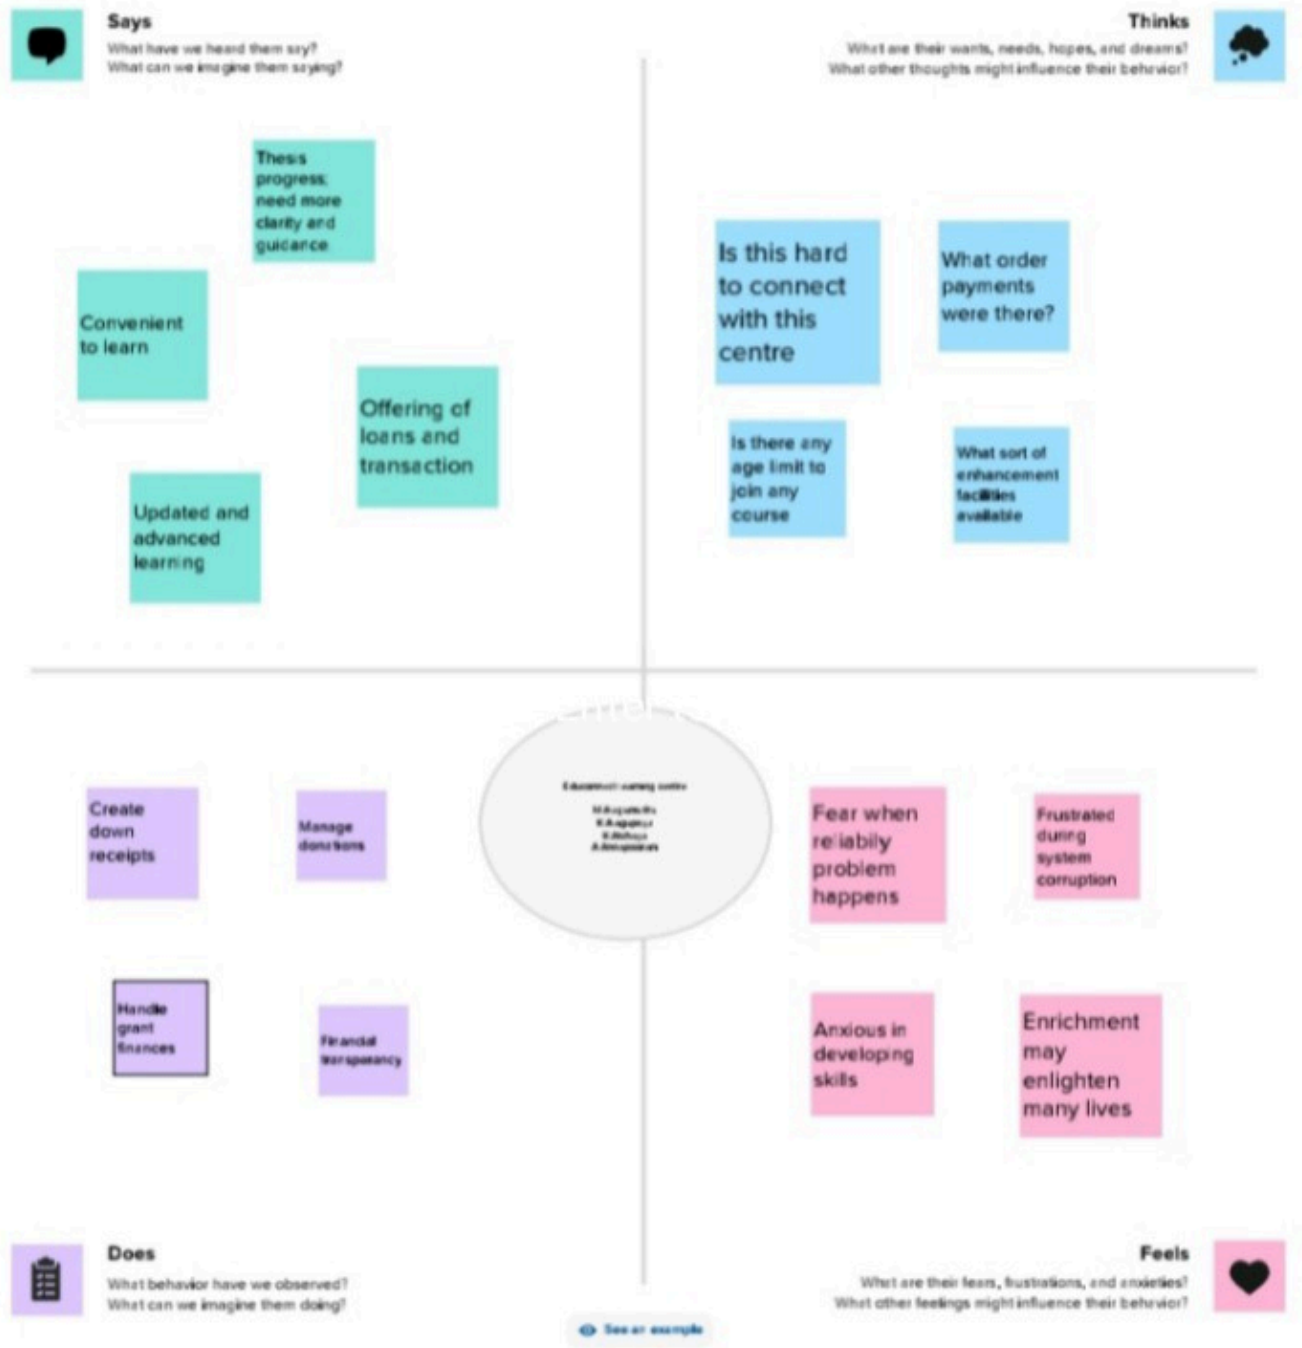 Says
What have we heard them say?
What can we imagine them saying?
Thinks
What are their wants, needs, hopes, and dreams?
What other thoughts might influence their behavior?
Thesis
progress;
need more
clarity and
guidance
Convenient
to learn
Offering of
loans and
transaction
Updated and
advanced
learning
Is this hard
to connect
with this
centre
What order
payments
were there?
Is there any
age limit to
join any
course
What sort of
enhancement
facilities
available
Create
down
receipts
Manage
donations
Handle
grant
finances
Financial
transparency
learning centre
Fear when
reliabily
problem
happens
Frustrated
during
system
corruption
Anxious in
developing
skills
Enrichment
may
enlighten
many lives
Does
What behavior have we observed?
What can we imagine them doing?
Feels
What are their fears, frustrations, and anxieties?
What other feelings might influence their behavior?
See an example